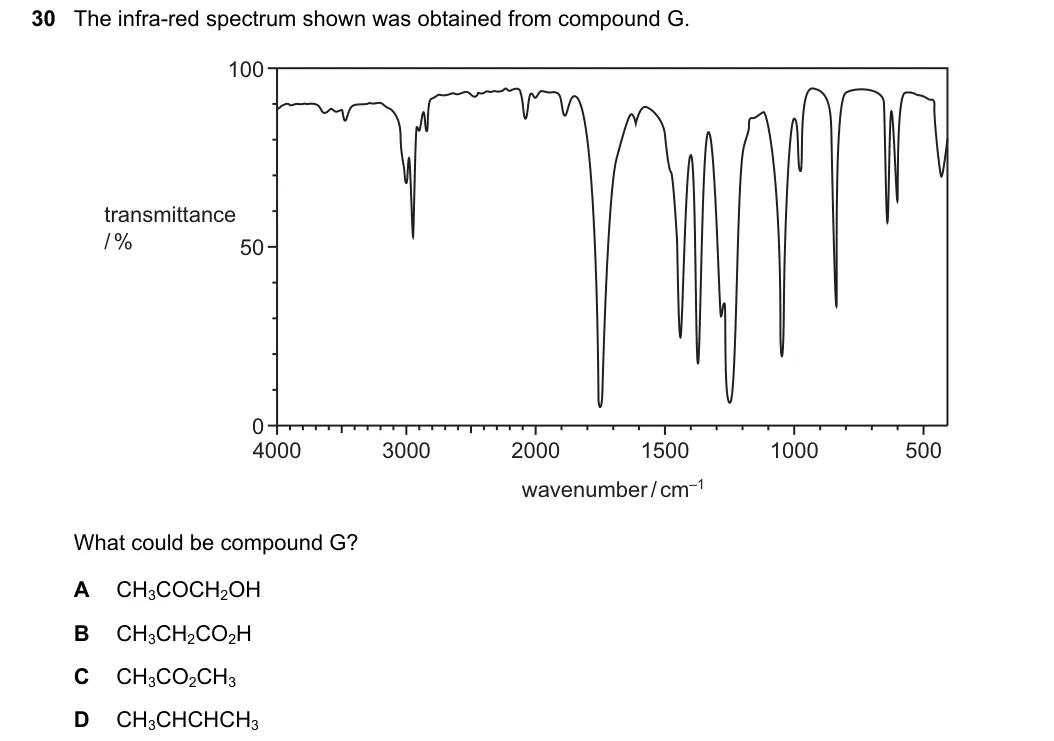 30 The infra-red spectrum shown was obtained from compound G.
100
transmittance
/ %
50
0
4000 3000 2000 1500 1000 500
wavenumber / cm⁻¹
What could be compound G?
A CH₃COCH₂OH
B CH₃CH₂CO₂H
C CH₃CO₂CH₃
D CH₃CHCHCH₃